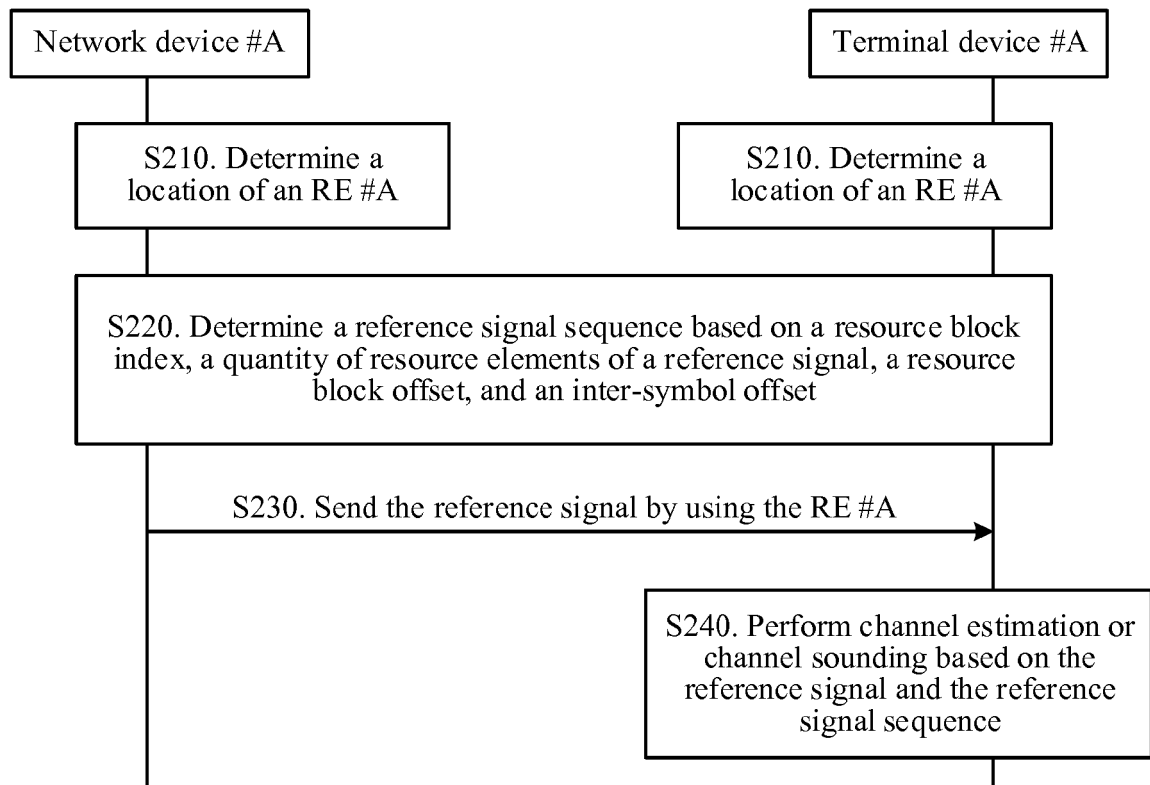 Network device #A
Terminal device #A
S210. Determine a
location of an RE #A
S210. Determine a
location of an RE #A
S220. Determine a reference signal sequence based on a resource block
index, a quantity of resource elements of a reference signal, a resource
block offset, and an inter-symbol offset
S230. Send the reference signal by using the RE #A
S240. Perform channel estimation or
channel sounding based on the
reference signal and the reference
signal sequence